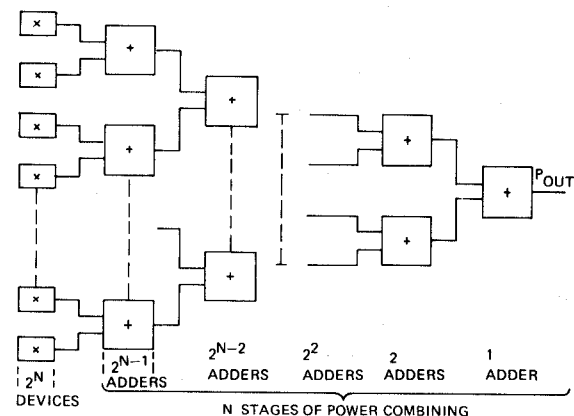 ×
+
×
+
×
+
×
+
P_OUT
+
+
×
+
+
×
2^N DEVICES
2^N-1 ADDERS
2^N-2 ADDERS
2^2 ADDERS
2 ADDERS
1 ADDER
N STAGES OF POWER COMBINING